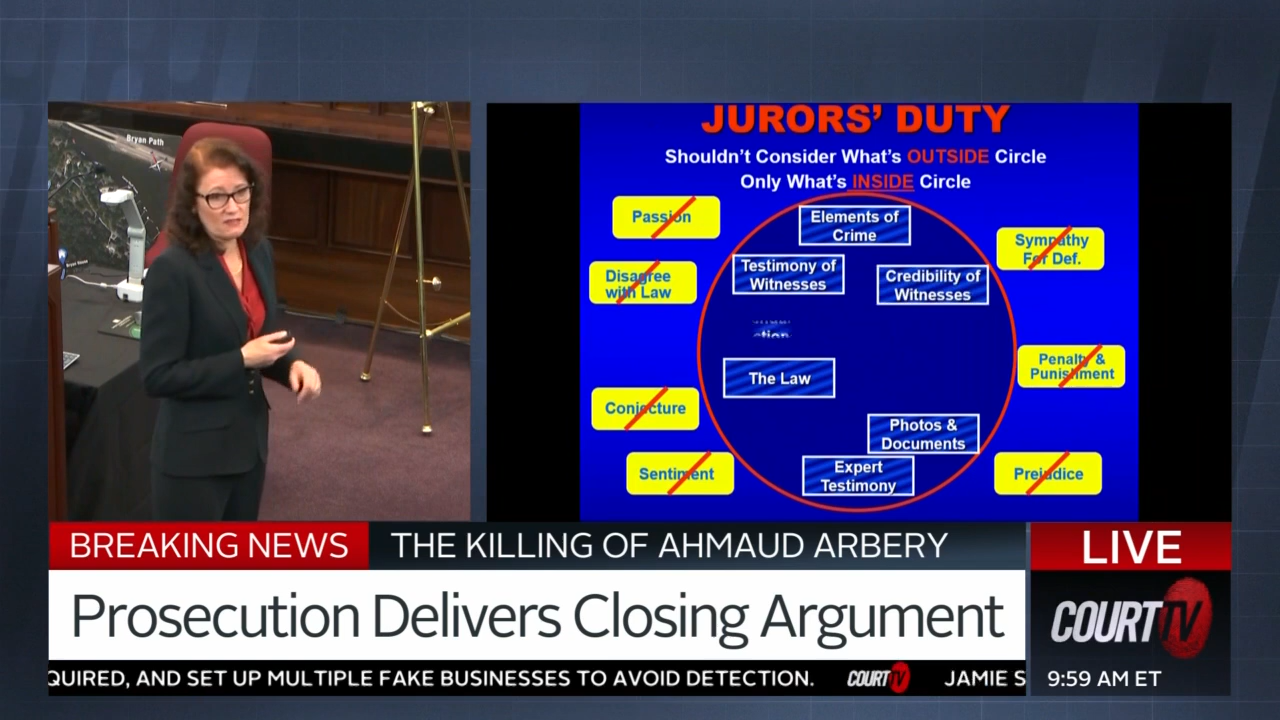 Bryan Path
JURORS' DUTY
Shouldn't Consider What's OUTSIDE Circle
Only What's INSIDE Circle
Passion
Elements of
Crime
Sympathy
For Def.
Testimony of
Witnesses
Credibility of
Witnesses
Disagree
with Law
ction
The Law
Penalty &
Punishment
Conjecture
Photos &
Documents
Sentiment
Expert
Testimony
Prejudice
BREAKING NEWS
THE KILLING OF AHMAUD ARBERY
LIVE
Prosecution Delivers Closing Argument
COURT TV
QUIRED, AND SET UP MULTIPLE FAKE BUSINESSES TO AVOID DETECTION.
COURT TV
JAMIE S
9:59 AM ET